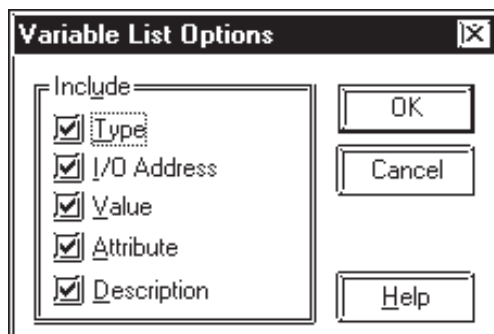 Variable List Options
Include
Type
I/O Address
Value
Attribute
Description
OK
Cancel
Help